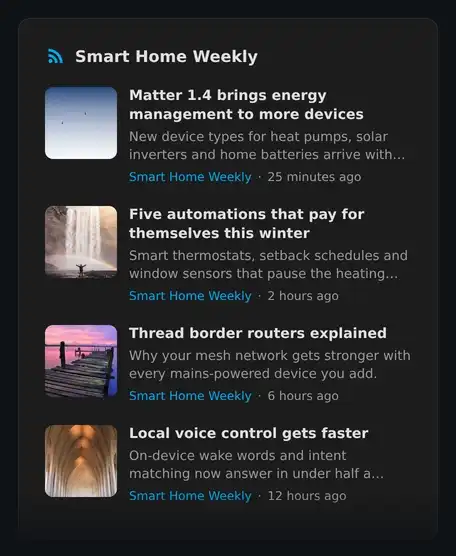 Smart Home Weekly
Matter 1.4 brings energy
management to more devices
New device types for heat pumps, solar
inverters and home batteries arrive with…
Smart Home Weekly · 25 minutes ago
Five automations that pay for
themselves this winter
Smart thermostats, setback schedules and
window sensors that pause the heating…
Smart Home Weekly · 2 hours ago
Thread border routers explained
Why your mesh network gets stronger with
every mains-powered device you add.
Smart Home Weekly · 6 hours ago
Local voice control gets faster
On-device wake words and intent
matching now answer in under half a…
Smart Home Weekly · 12 hours ago